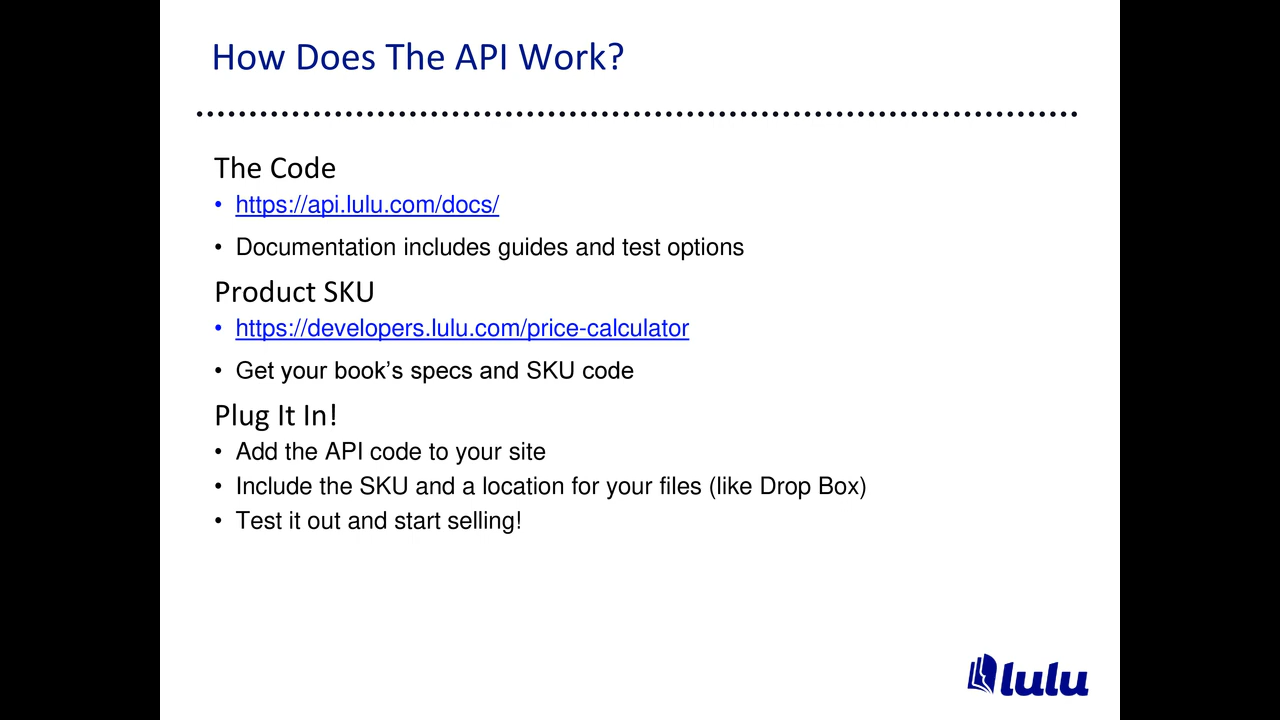 How Does The API Work?
The Code
• https://api.lulu.com/docs/
• Documentation includes guides and test options
Product SKU
• https://developers.lulu.com/price-calculator
• Get your book’s specs and SKU code
Plug It In!
• Add the API code to your site
• Include the SKU and a location for your files (like Drop Box)
• Test it out and start selling!
lulu